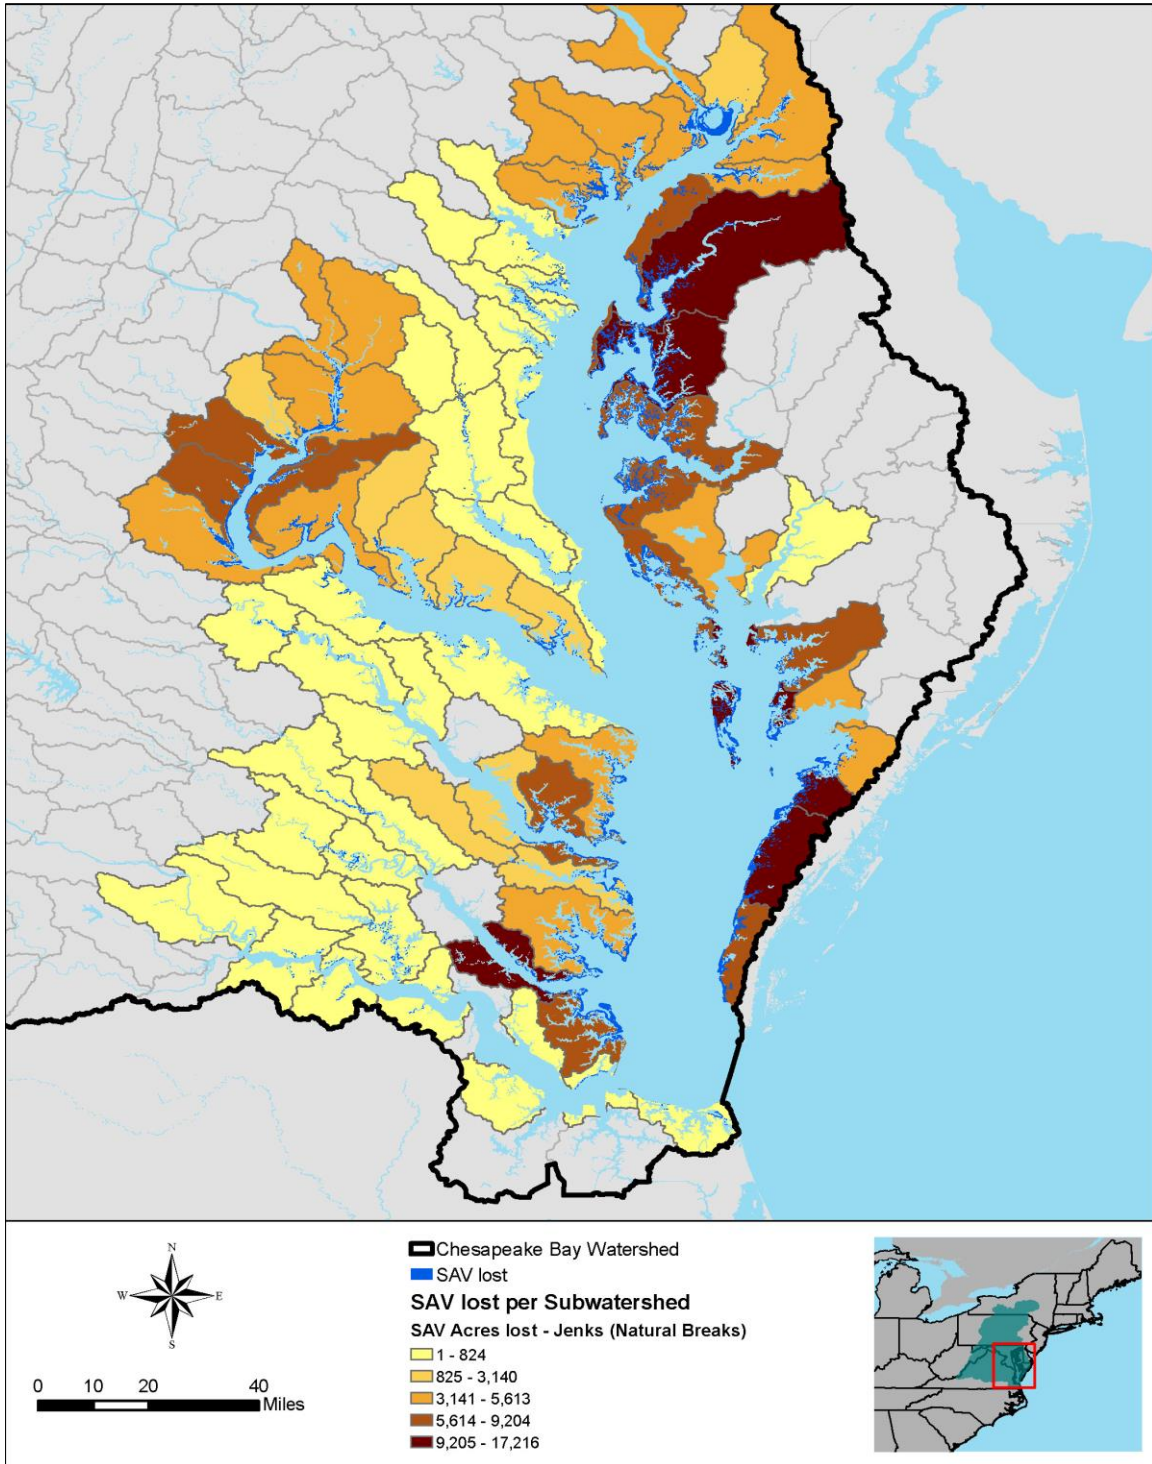 N
W E
S
0 10 20 40
Miles
Chesapeake Bay Watershed
SAV lost
SAV lost per Subwatershed
SAV Acres lost - Jenks (Natural Breaks)
1 - 824
825 - 3,140
3,141 - 5,613
5,614 - 9,204
9,205 - 17,216